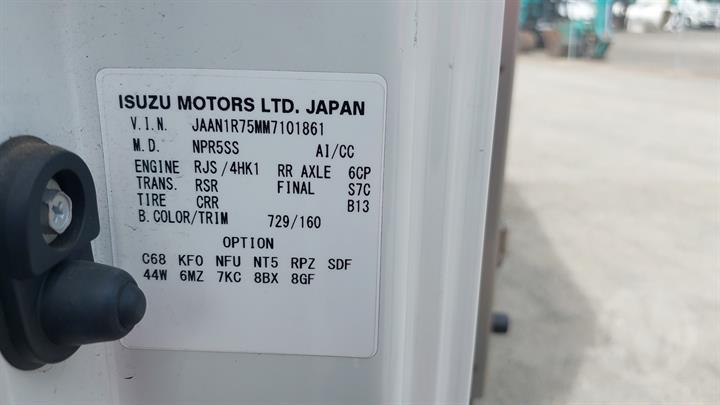 ISUZU MOTORS LTD. JAPAN
V.I.N. JAAN1R75MM7101861
M.D. NPR5SS AI/CC
ENGINE RJS/4HK1 RR AXLE 6CP
TRANS. RSR FINAL S7C
TIRE CRR B13
B.COLOR/TRIM 729/160
OPTION
C68 KFO NFU NT5 RPZ SDF
44W 6MZ 7KC 8BX 8GF